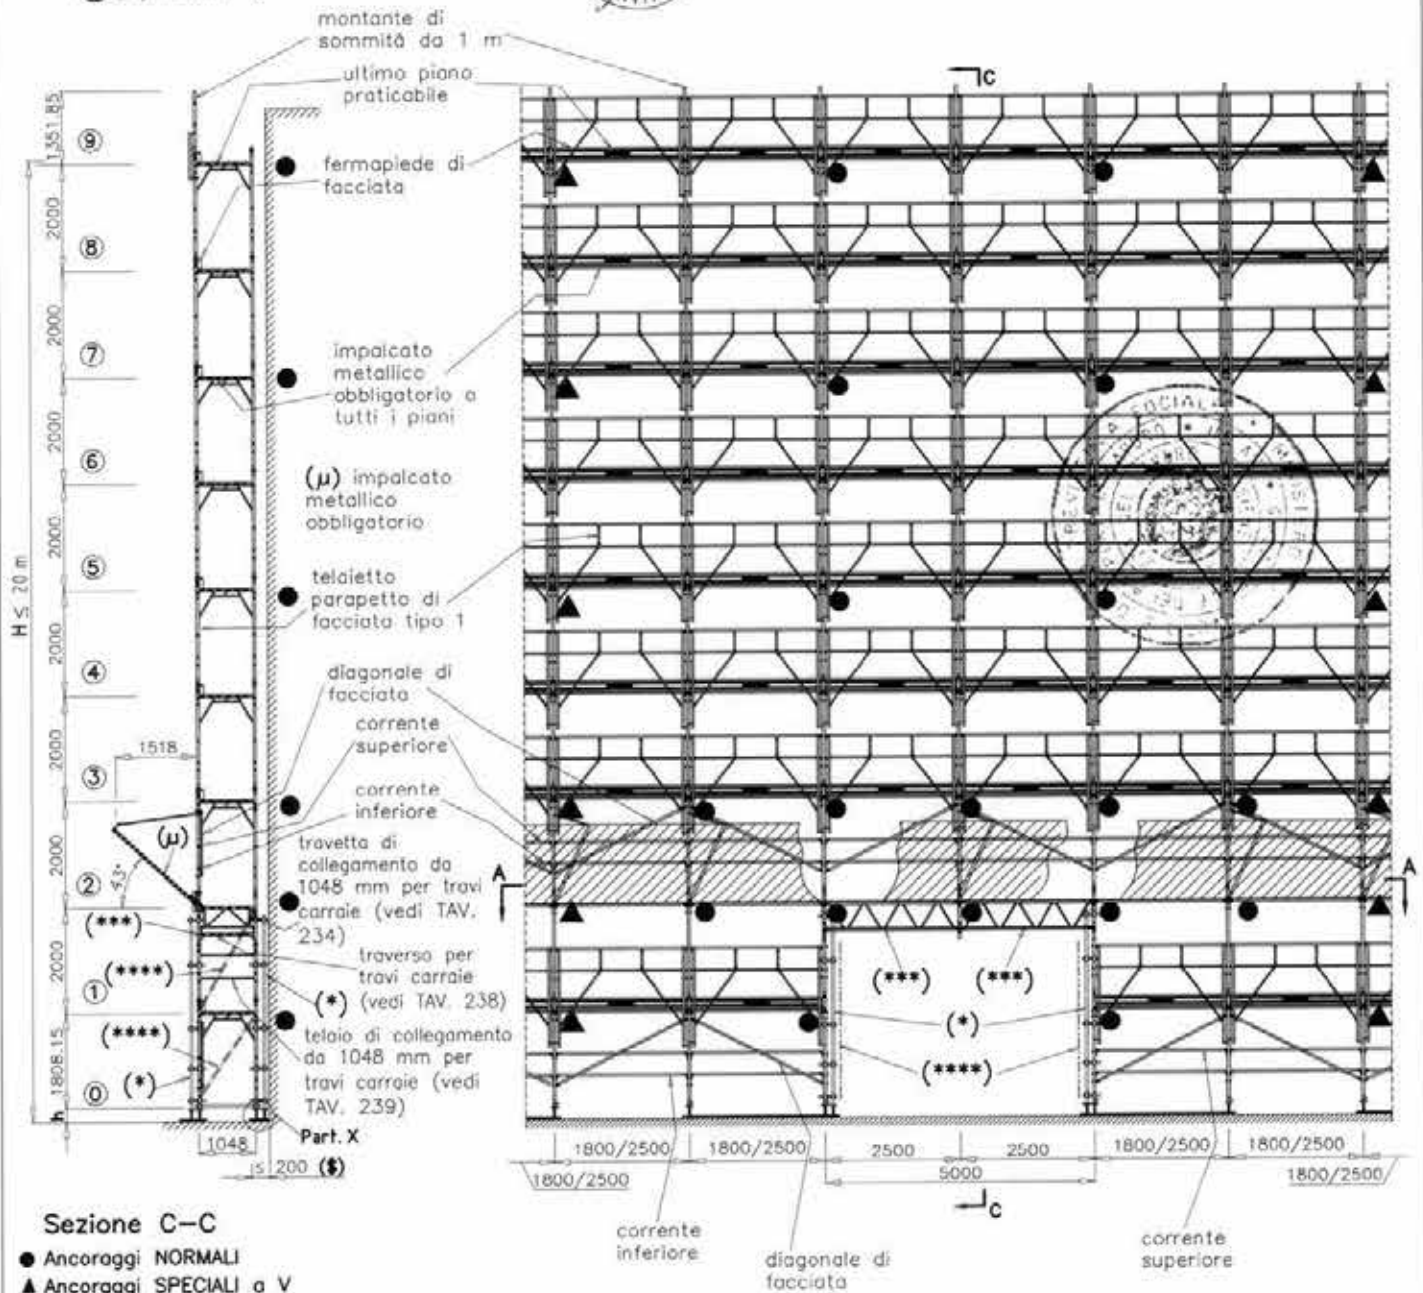 montante di
sommità da 1 m
ultimo piano
praticabile
C
1351.85
9
fermapiede di
facciata
2000
8
2000
7
impalcato
metallico
obbligatorio a
tutti i piani
2000
6
(µ) impalcato
metallico
obbligatorio
2000
5
telaietto
parapetto di
facciata tipo 1
H ≤ 20 m
2000
4
diagonale di
facciata
corrente
superiore
1518
2000
3
corrente
inferiore
(µ)
43°
travetta di
collegamento da
1048 mm per travi
carraie (vedi TAV.
234)
2000
2
A
A
(***)
(****)
traverso per
travi carraie
(vedi TAV. 238)
(*)
2000
1
(***)
(***)
(*)
(****)
(****)
(*)
telaio di collegamento
da 1048 mm per
travi carraie (vedi
TAV. 239)
1808.15
0
h
Part. X
1048
≤ 200 ($)
1800/2500
1800/2500
1800/2500
2500
2500
5000
1800/2500
1800/2500
1800/2500
C
corrente
inferiore
diagonale di
facciata
corrente
superiore
Sezione C-C
Ancoraggi NORMALI
Ancoraggi SPECIALI a V